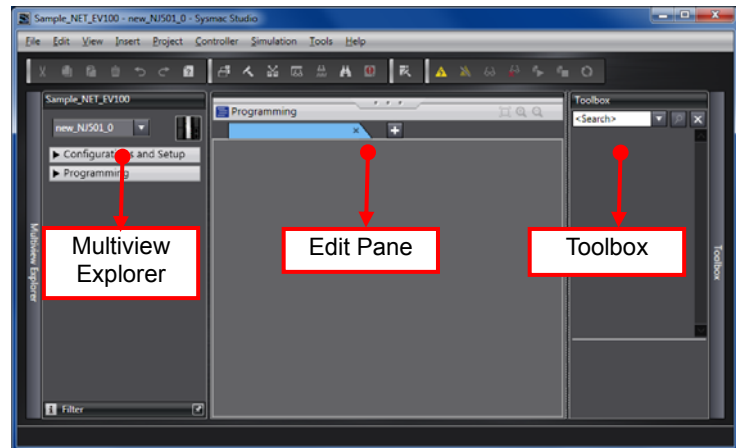 Sample_NET_EV100 - new_NJ501_0 - Sysmac Studio
File Edit View Insert Project Controller Simulation Tools Help
Sample_NET_EV100
new_NJ501_0
Configurations and Setup
Programming
Multiview Explorer
Multiview
Explorer
Filter
Programming
Edit Pane
Toolbox
<Search>
Toolbox
Toolbox